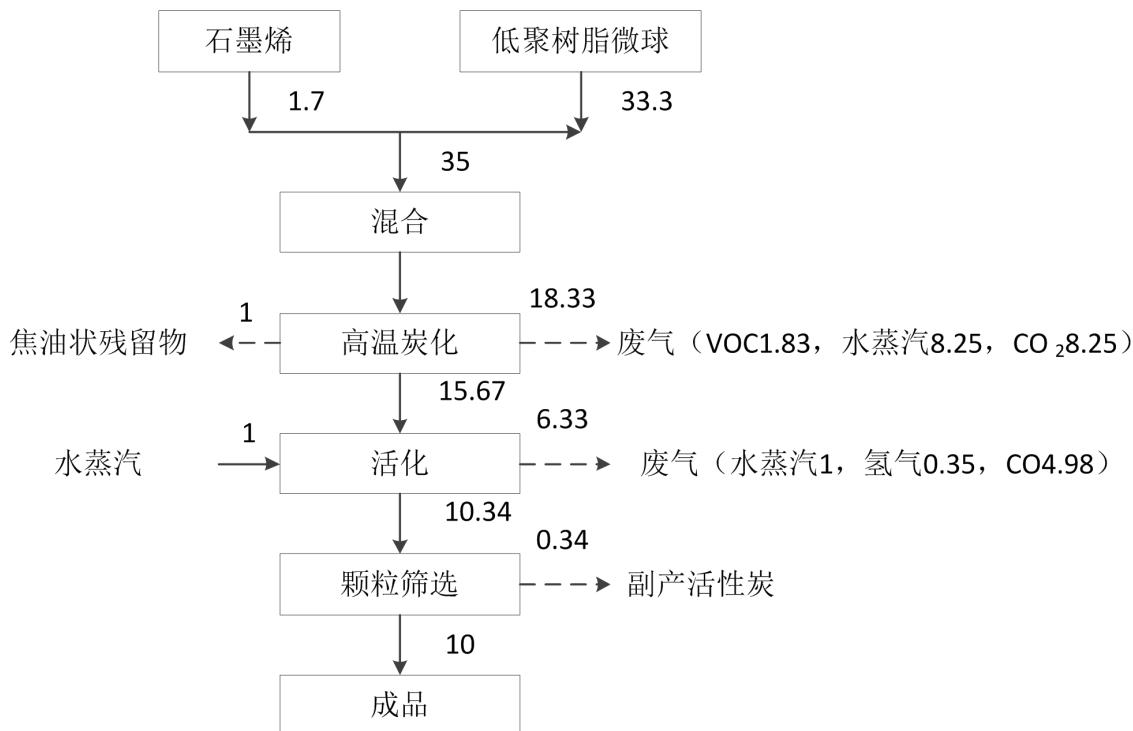 石墨烯
低聚树脂微球
1.7
33.3
35
混合
1
18.33
焦油状残留物
高温炭化
废气（VOC1.83，水蒸汽8.25，CO 28.25）
15.67
1
6.33
水蒸汽
活化
废气（水蒸汽1，氢气0.35，CO4.98）
10.34
0.34
颗粒筛选
副产活性炭
10
成品